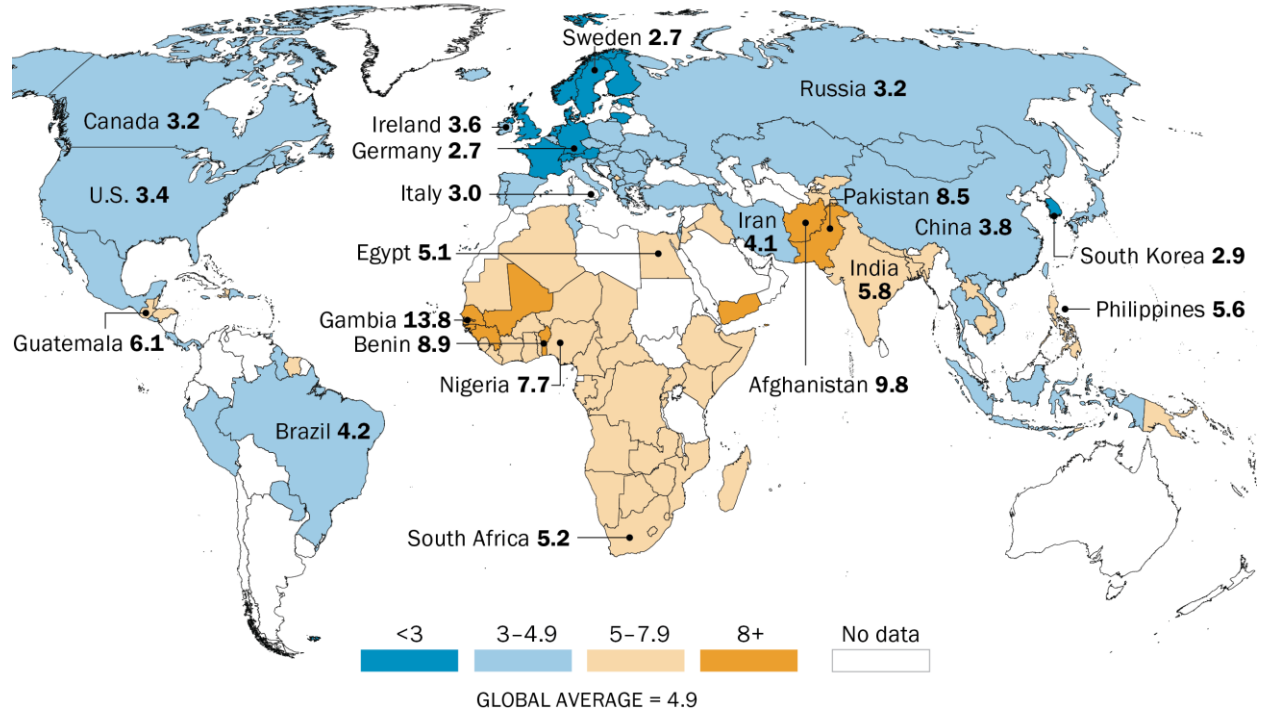 Sweden 2.7
Russia 3.2
Canada 3.2
Ireland 3.6
Germany 2.7
U.S. 3.4
Italy 3.0
Pakistan 8.5
Iran
4.1
China 3.8
Egypt 5.1
South Korea 2.9
India
5.8
Gambia 13.8
Philippines 5.6
Guatemala 6.1
Benin 8.9
Nigeria 7.7
Afghanistan 9.8
Brazil 4.2
South Africa 5.2
<3
3–4.9
5–7.9
8+
No data
GLOBAL AVERAGE = 4.9